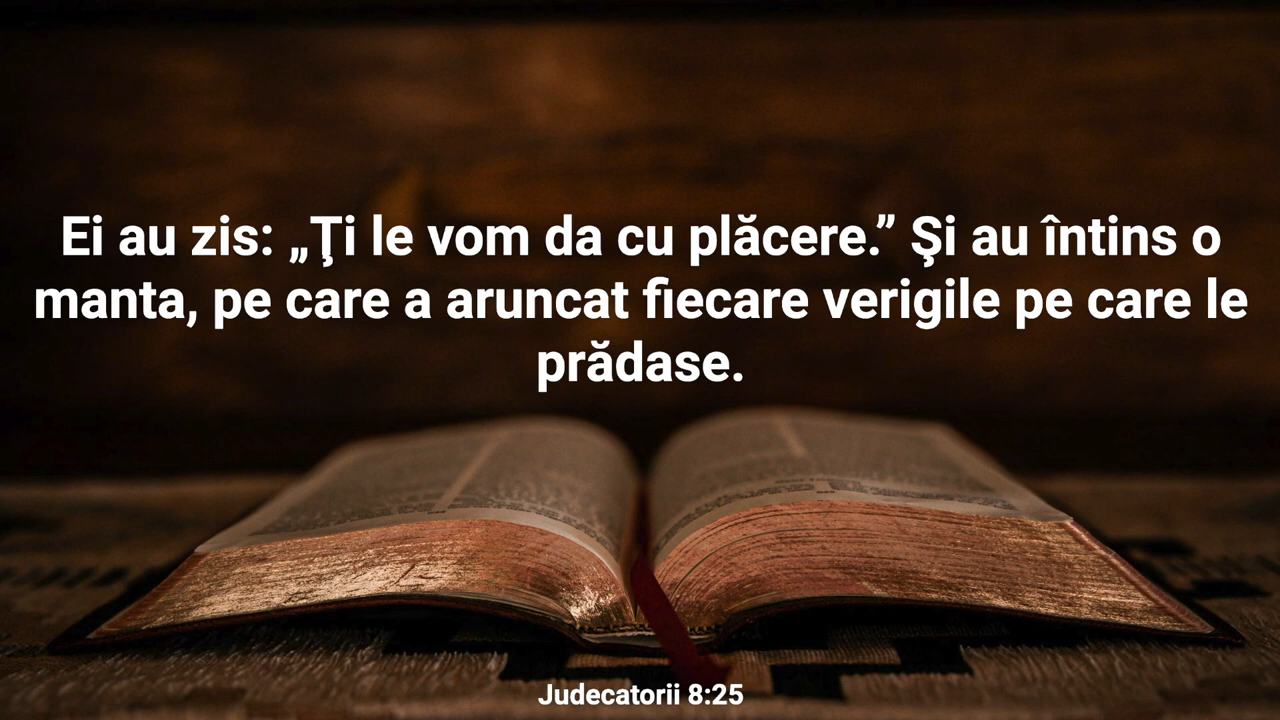 Ei au zis: „Ţi le vom da cu plăcere.” Şi au întins o
manta, pe care a aruncat fiecare verigile pe care le
prădase.
Judecatorii 8:25